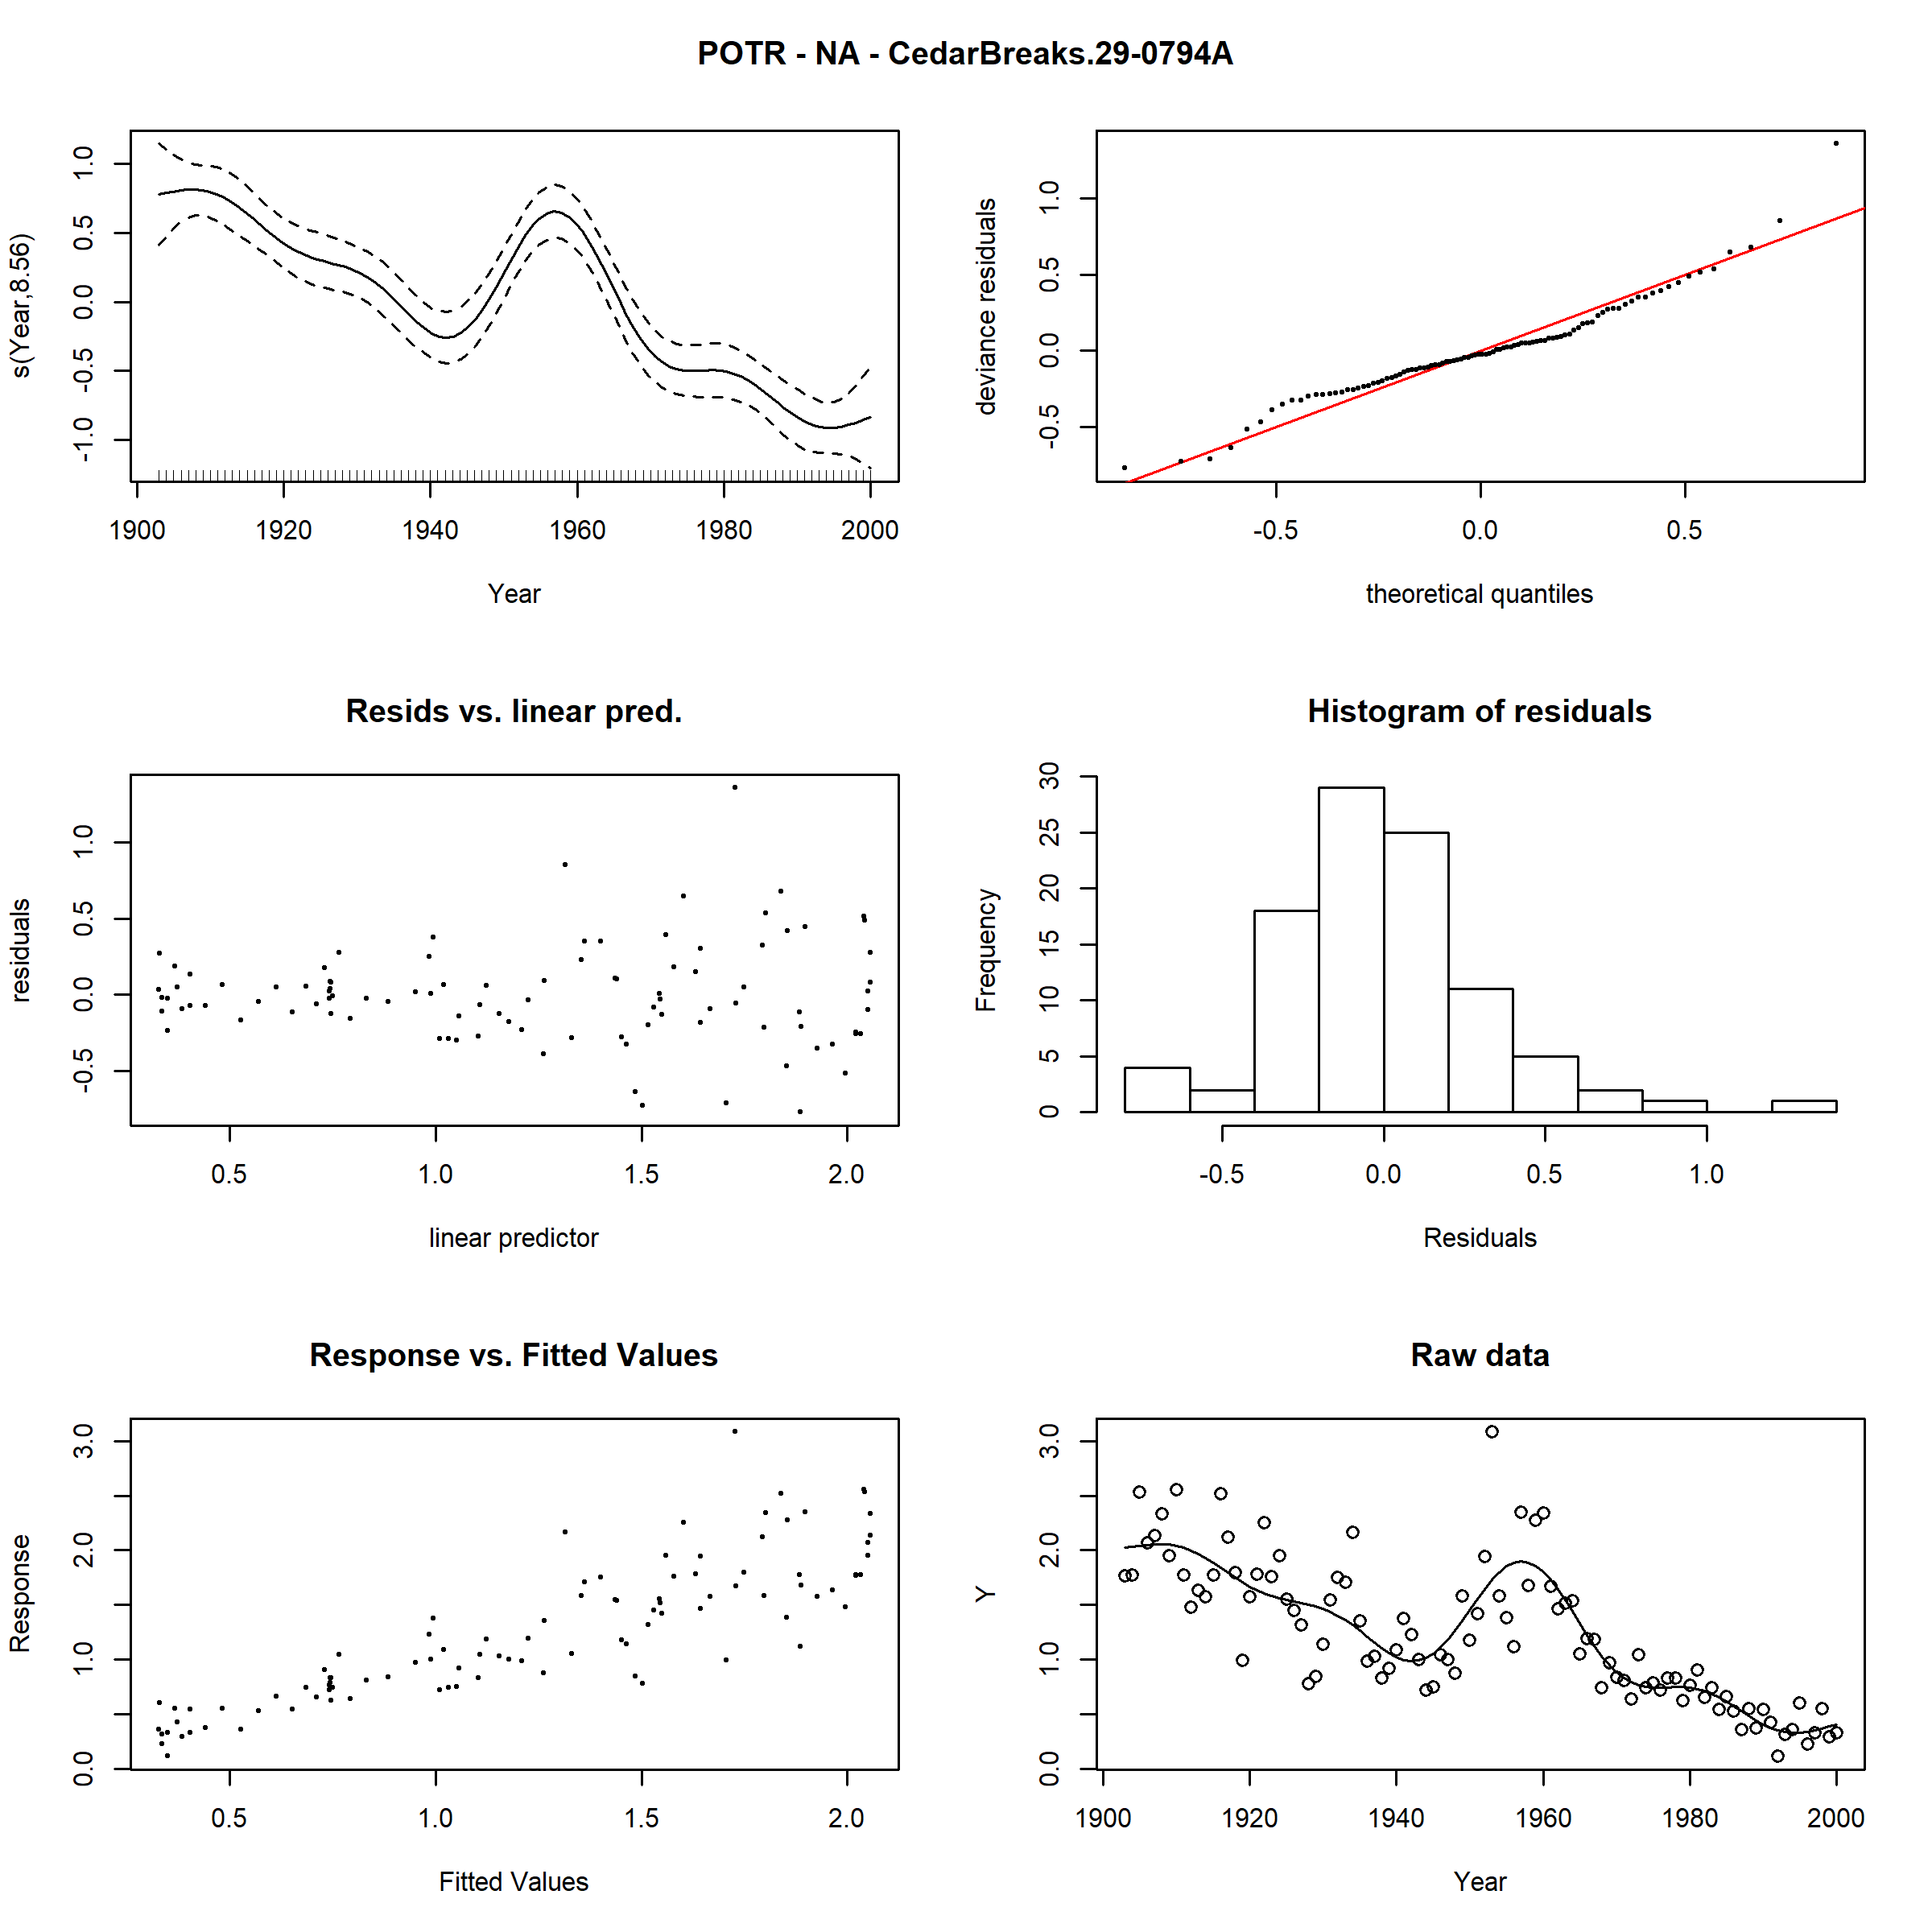 POTR - NA - CedarBreaks.29-0794A
s(Year,8.56)
1.0
0.5
0.0
-0.5
-1.0
1900 1920 1940 1960 1980 2000
Year
deviance residuals
1.0
0.5
0.0
-0.5
-0.5 0.0 0.5
theoretical quantiles
Resids vs. linear pred.
residuals
1.0
0.5
0.0
-0.5
0.5 1.0 1.5 2.0
linear predictor
Histogram of residuals
Frequency
30
25
20
15
10
5
0
-0.5 0.0 0.5 1.0
Residuals
Response vs. Fitted Values
Response
3.0
2.0
1.0
0.0
0.5 1.0 1.5 2.0
Fitted Values
Raw data
Y
3.0
2.0
1.0
0.0
1900 1920 1940 1960 1980 2000
Year